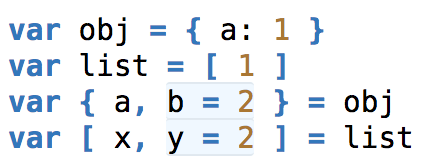 var obj = { a: 1 }
var list = [ 1 ]
var { a, b = 2 } = obj
var [ x, y = 2 ] = list